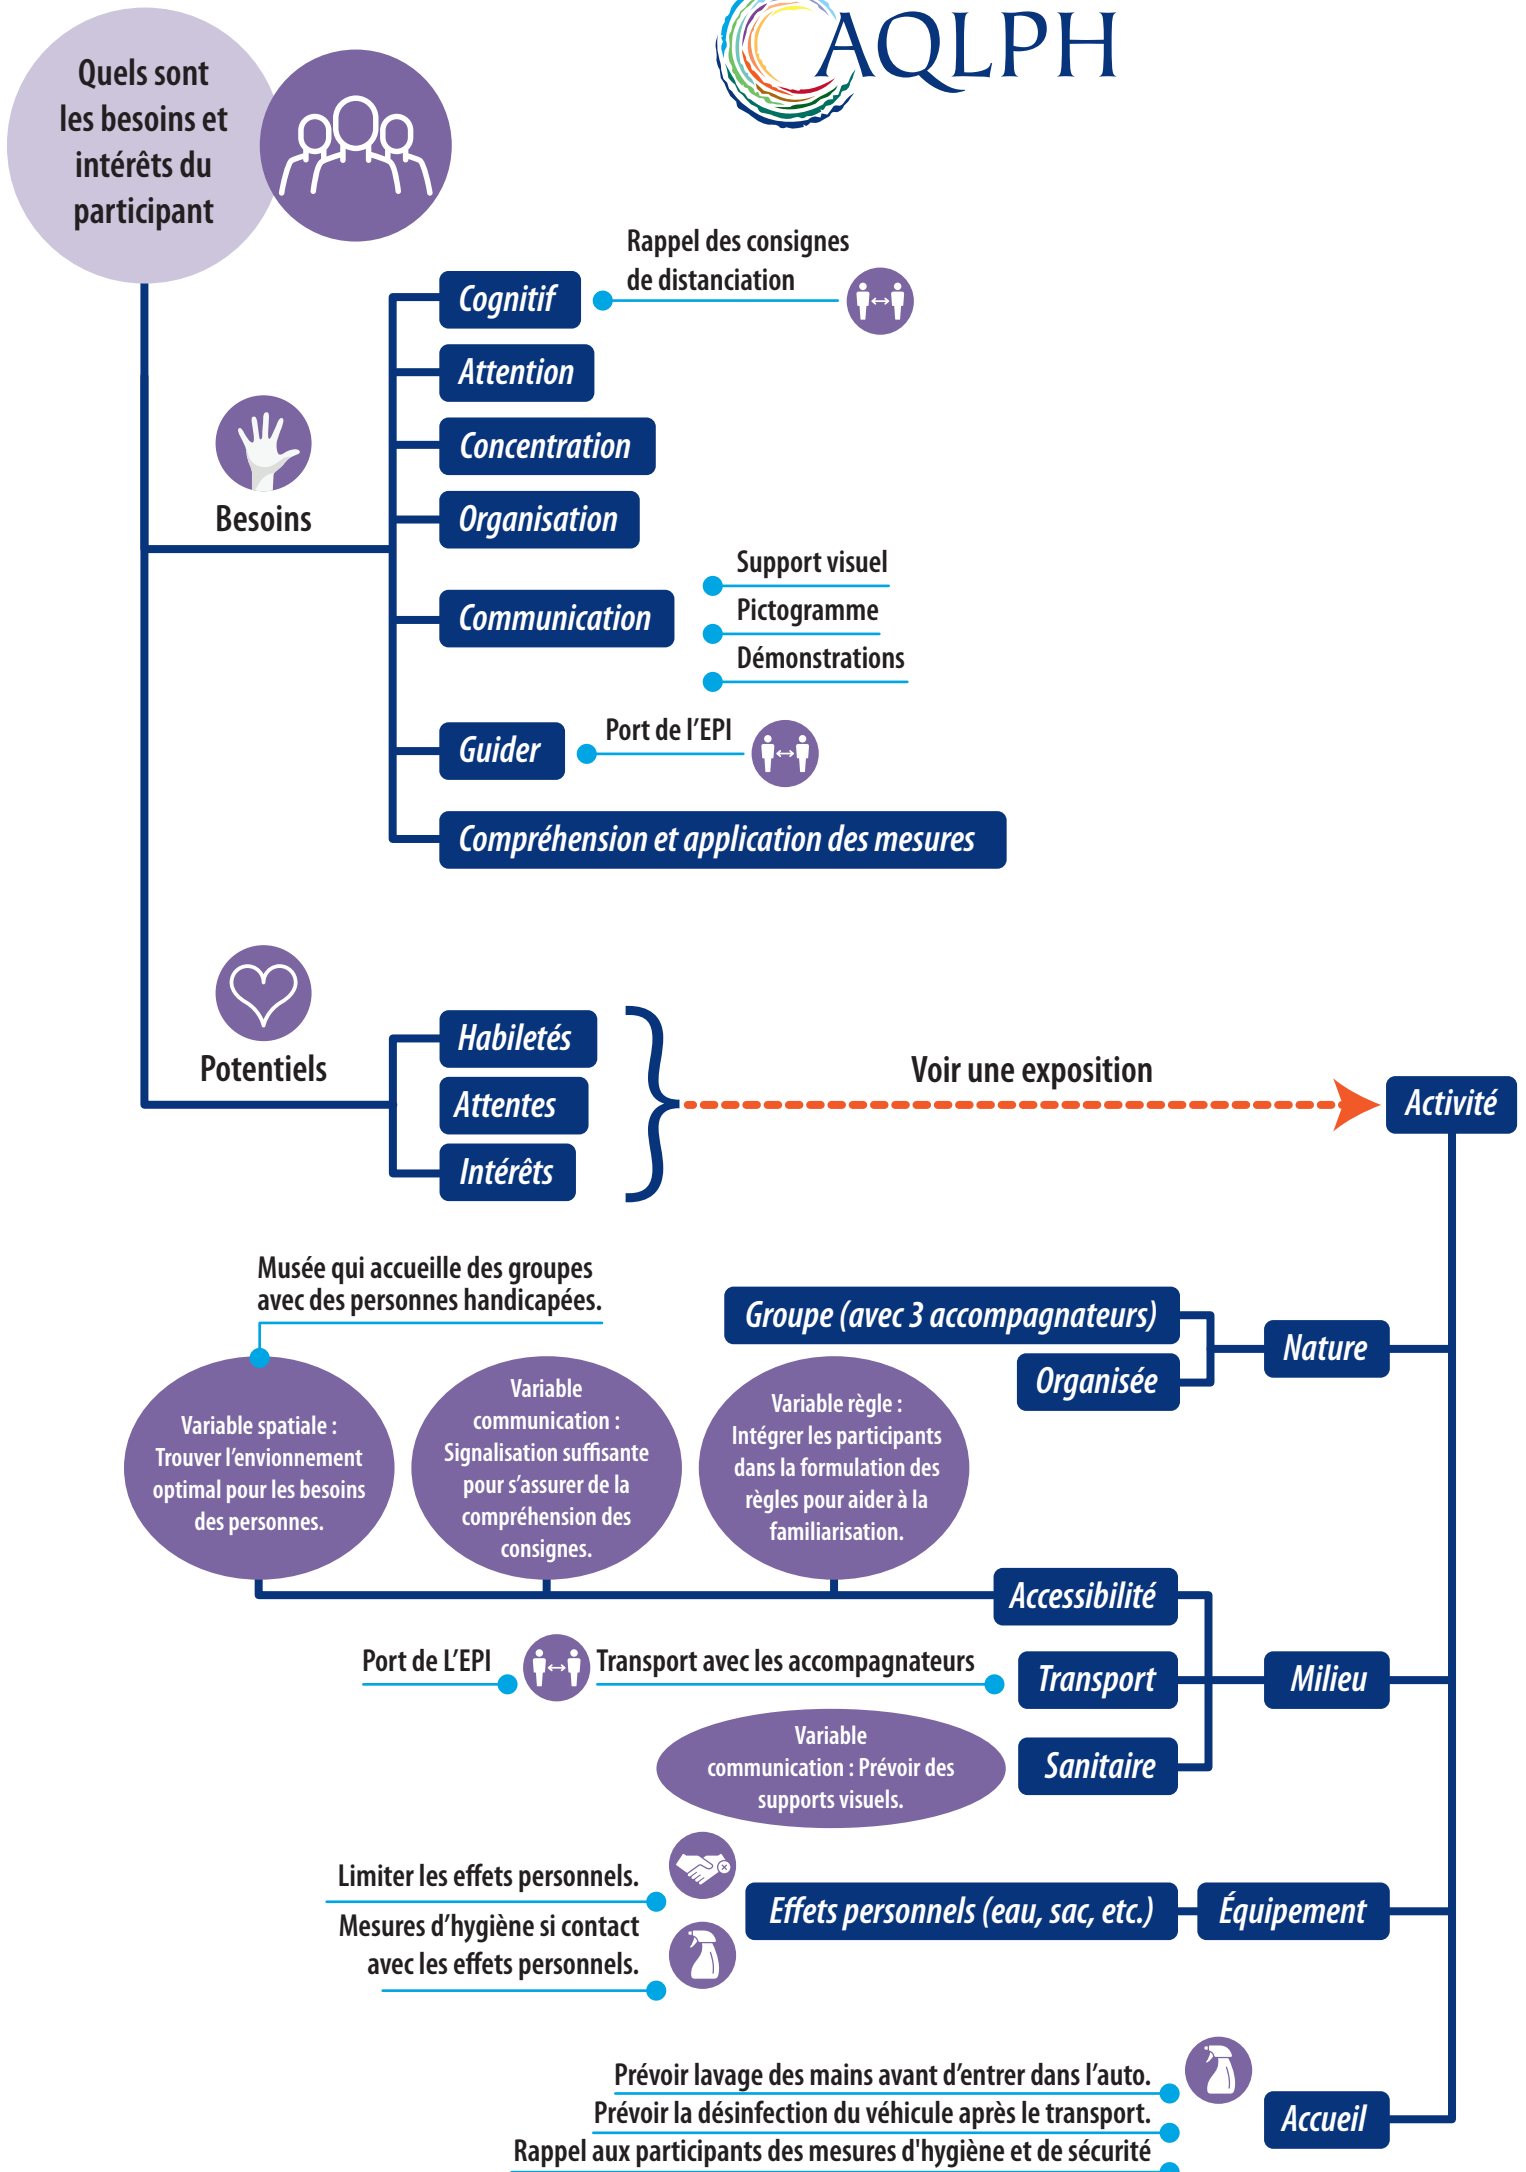 AQLPH
Quels sont
les besoins et
intérêts du
participant
Rappel des consignes
de distanciation
Cognitif
Attention
Concentration
Organisation
Besoins
Support visuel
Pictogramme
Démonstrations
Communication
Port de l'EPI
Guider
Compréhension et application des mesures
Potentiels
Habiletés
Attentes
Intérêts
Voir une exposition
Activité
Musée qui accueille des groupes
avec des personnes handicapées.
Groupe (avec 3 accompagnateurs)
Organisée
Nature
Variable spatiale :
Trouver l'envionnement
optimal pour les besoins
des personnes.
Variable
communication :
Signalisation suffisante
pour s'assurer de la
compréhension des
consignes.
Variable règle :
Intégrer les participants
dans la formulation des
règles pour aider à la
familiarisation.
Accessibilité
Port de L'EPI
Transport avec les accompagnateurs
Transport
Milieu
Variable
communication : Prévoir des
supports visuels.
Sanitaire
Limiter les effets personnels.
Mesures d'hygiène si contact
avec les effets personnels.
Effets personnels (eau, sac, etc.)
Équipement
Prévoir lavage des mains avant d'entrer dans l'auto.
Prévoir la désinfection du véhicule après le transport.
Rappel aux participants des mesures d'hygiène et de sécurité
Accueil